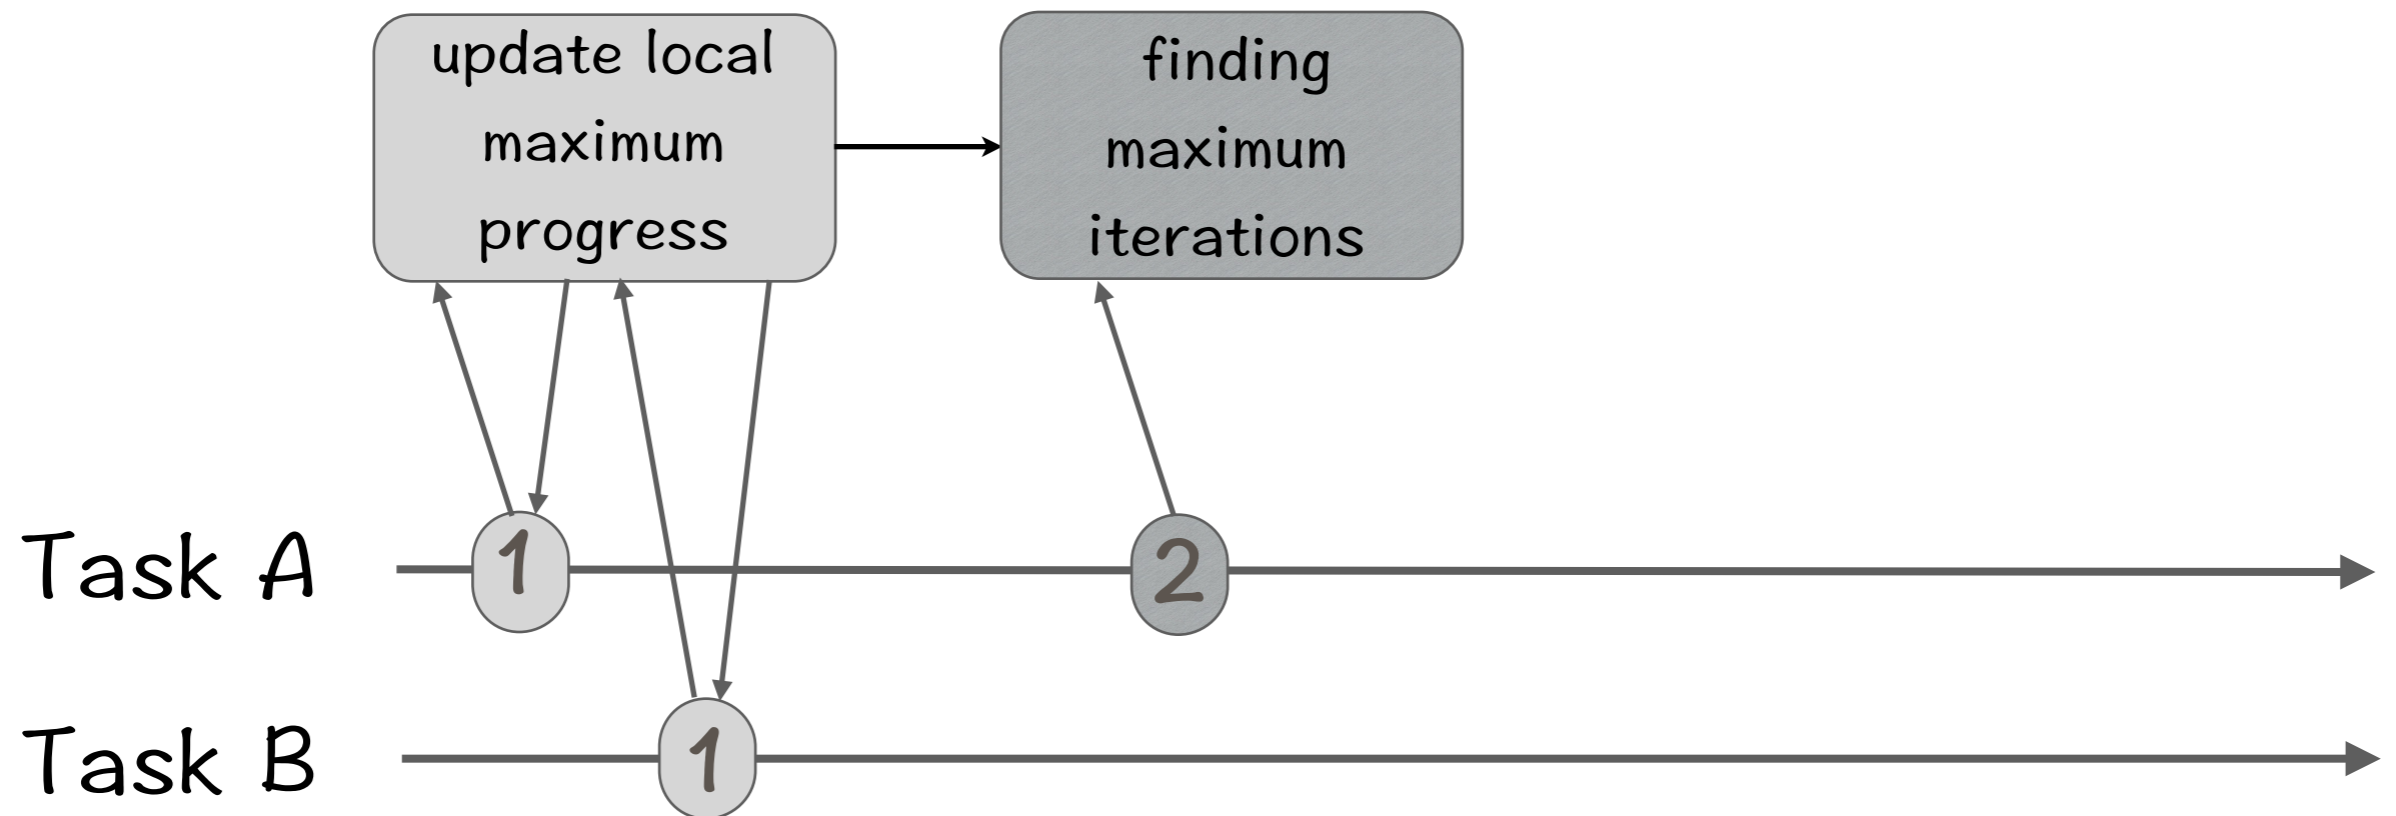 update local
maximum
progress
finding
maximum
iterations
Task A
1
2
Task B
1